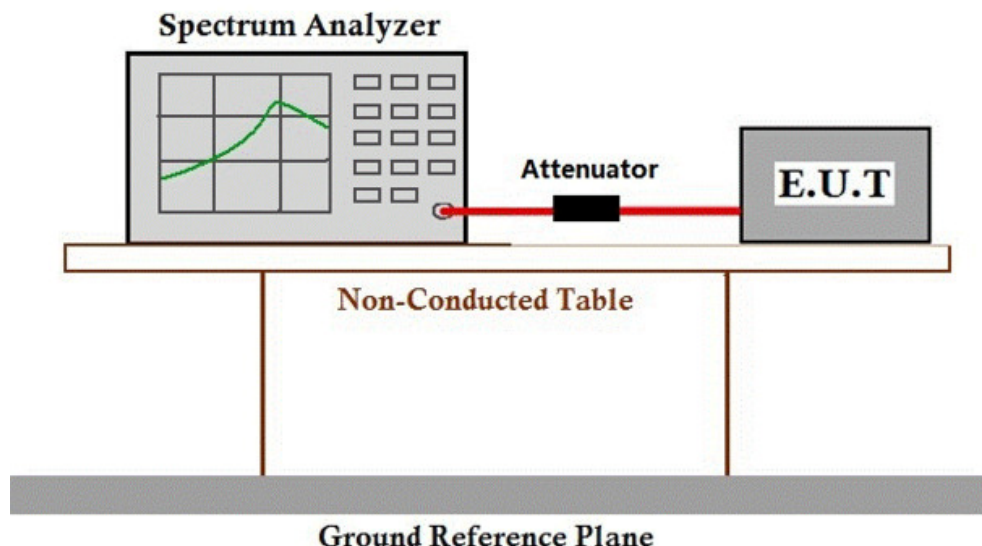 Spectrum Analyzer
Attenuator
E.U.T
Non-Conducted Table
Ground Reference Plane